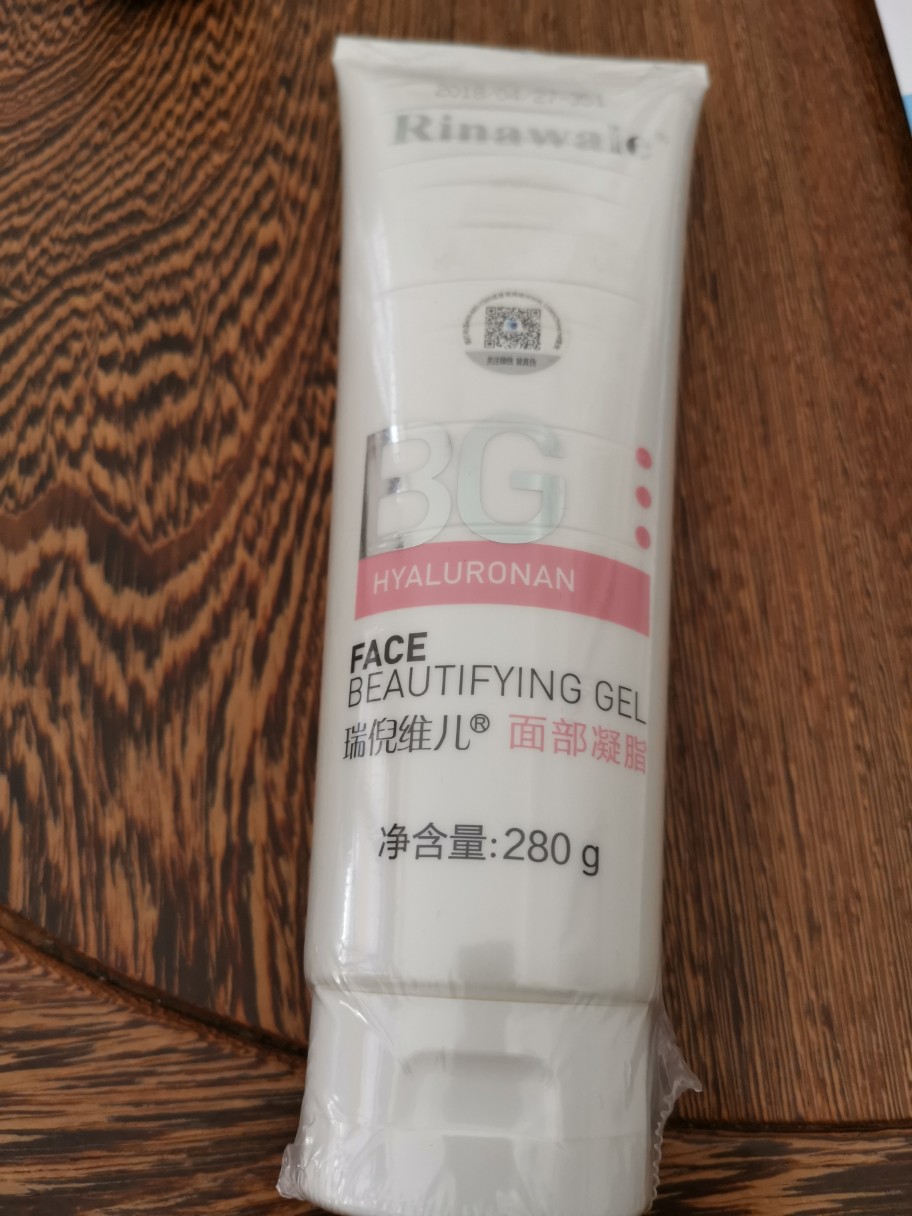 Rinawale®
BG
HYALURONAN
FACE
BEAUTIFYING GEL
瑞倪维儿® 面部凝脂
净含量:280 g